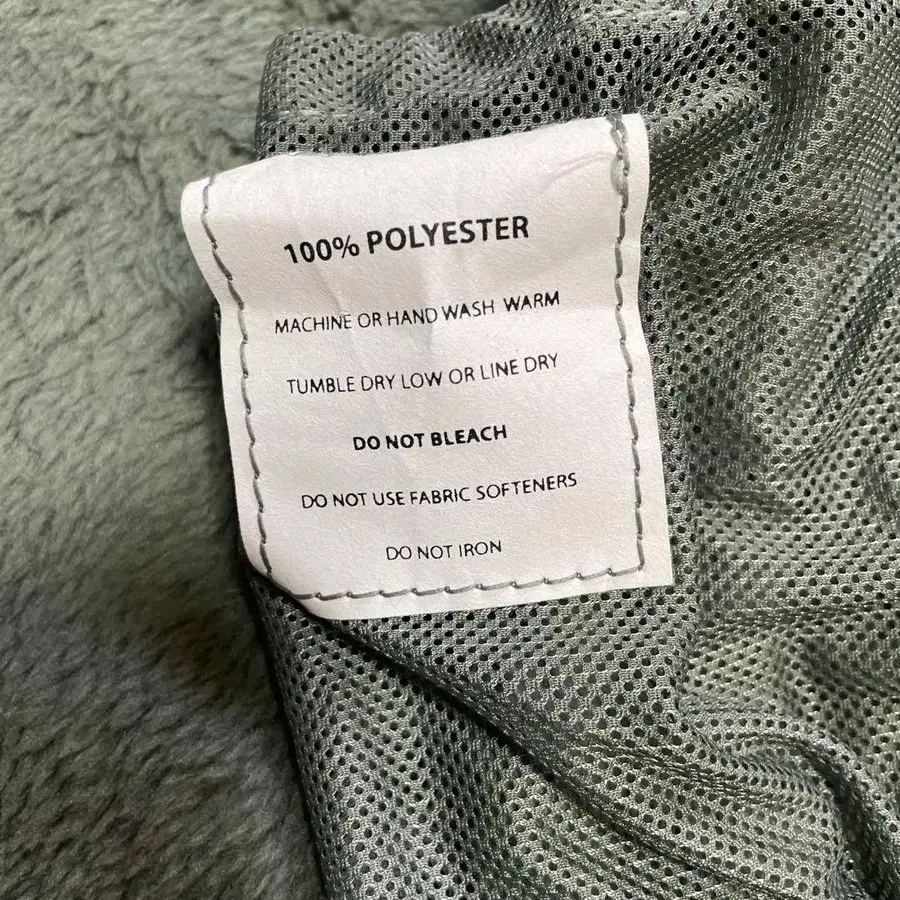 100% POLYESTER
MACHINE OR HAND WASH WARM
TUMBLE DRY LOW OR LINE DRY
DO NOT BLEACH
DO NOT USE FABRIC SOFTENERS
DO NOT IRON